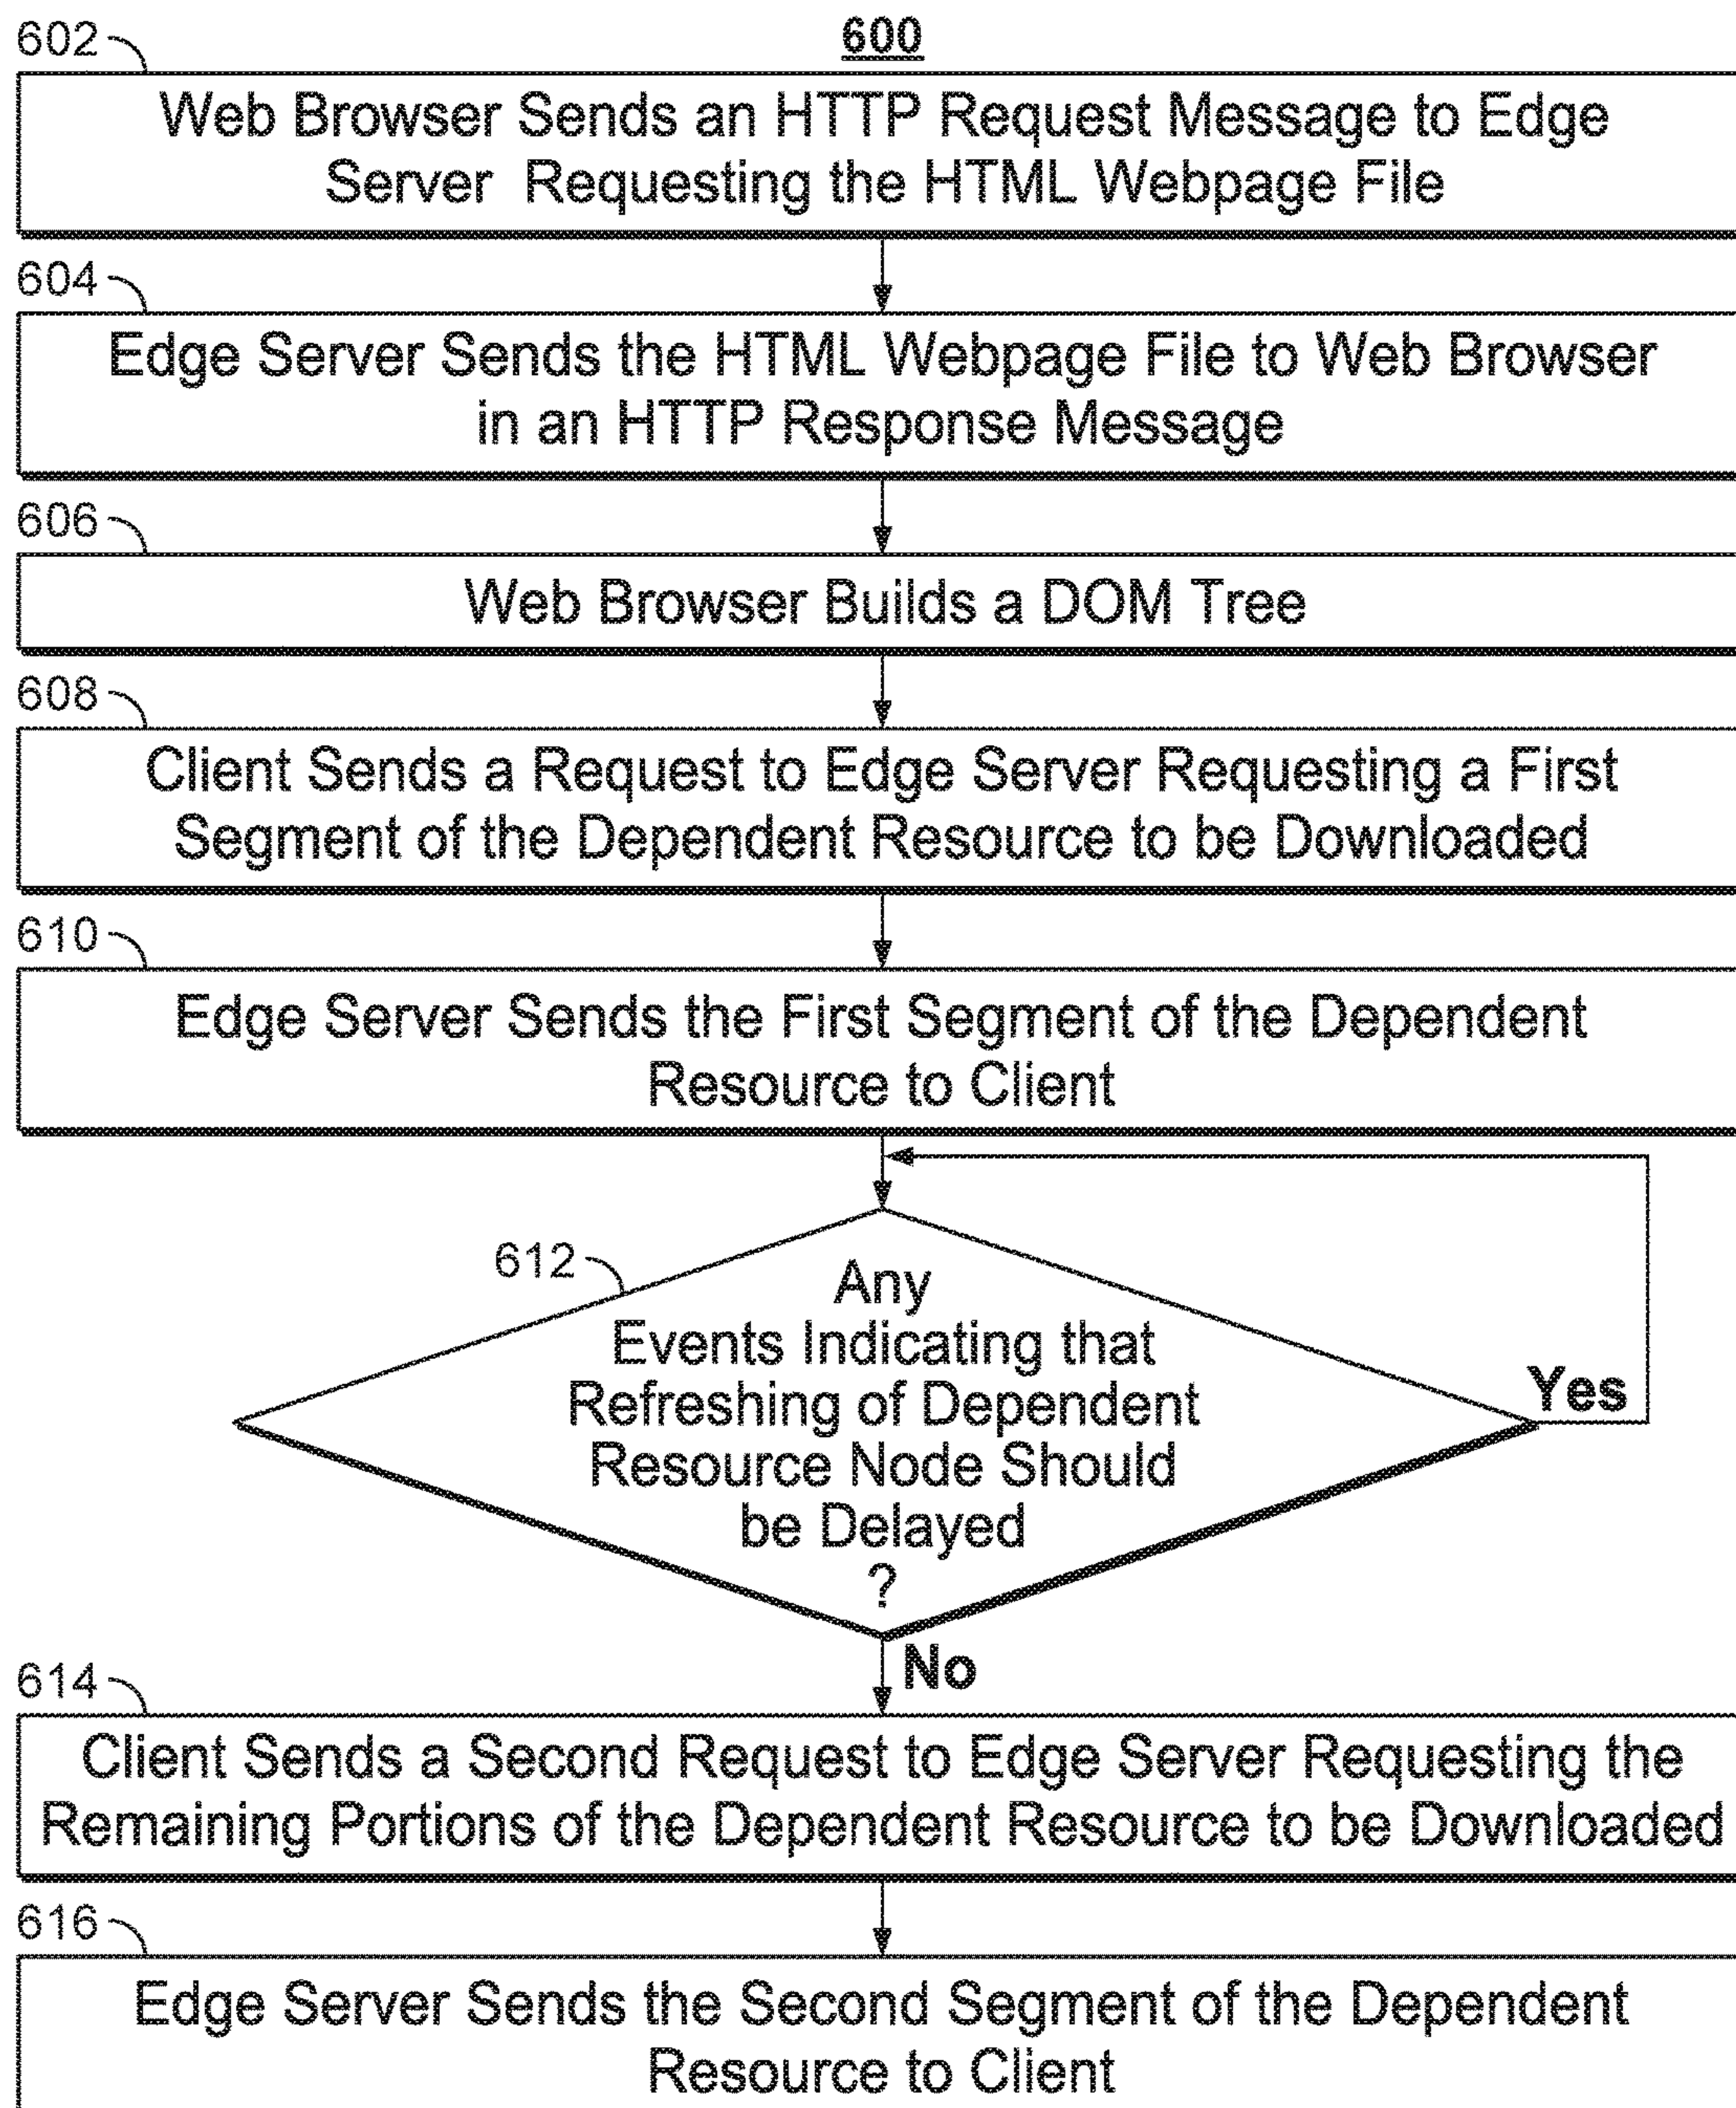 600
602
Web Browser Sends an HTTP Request Message to Edge
Server Requesting the HTML Webpage File
604
Edge Server Sends the HTML Webpage File to Web Browser
in an HTTP Response Message
606
Web Browser Builds a DOM Tree
608
Client Sends a Request to Edge Server Requesting a First
Segment of the Dependent Resource to be Downloaded
610
Edge Server Sends the First Segment of the Dependent
Resource to Client
612
Any
Events Indicating that
Refreshing of Dependent
Resource Node Should
be Delayed
?
Yes
No
614
Client Sends a Second Request to Edge Server Requesting the
Remaining Portions of the Dependent Resource to be Downloaded
616
Edge Server Sends the Second Segment of the Dependent
Resource to Client